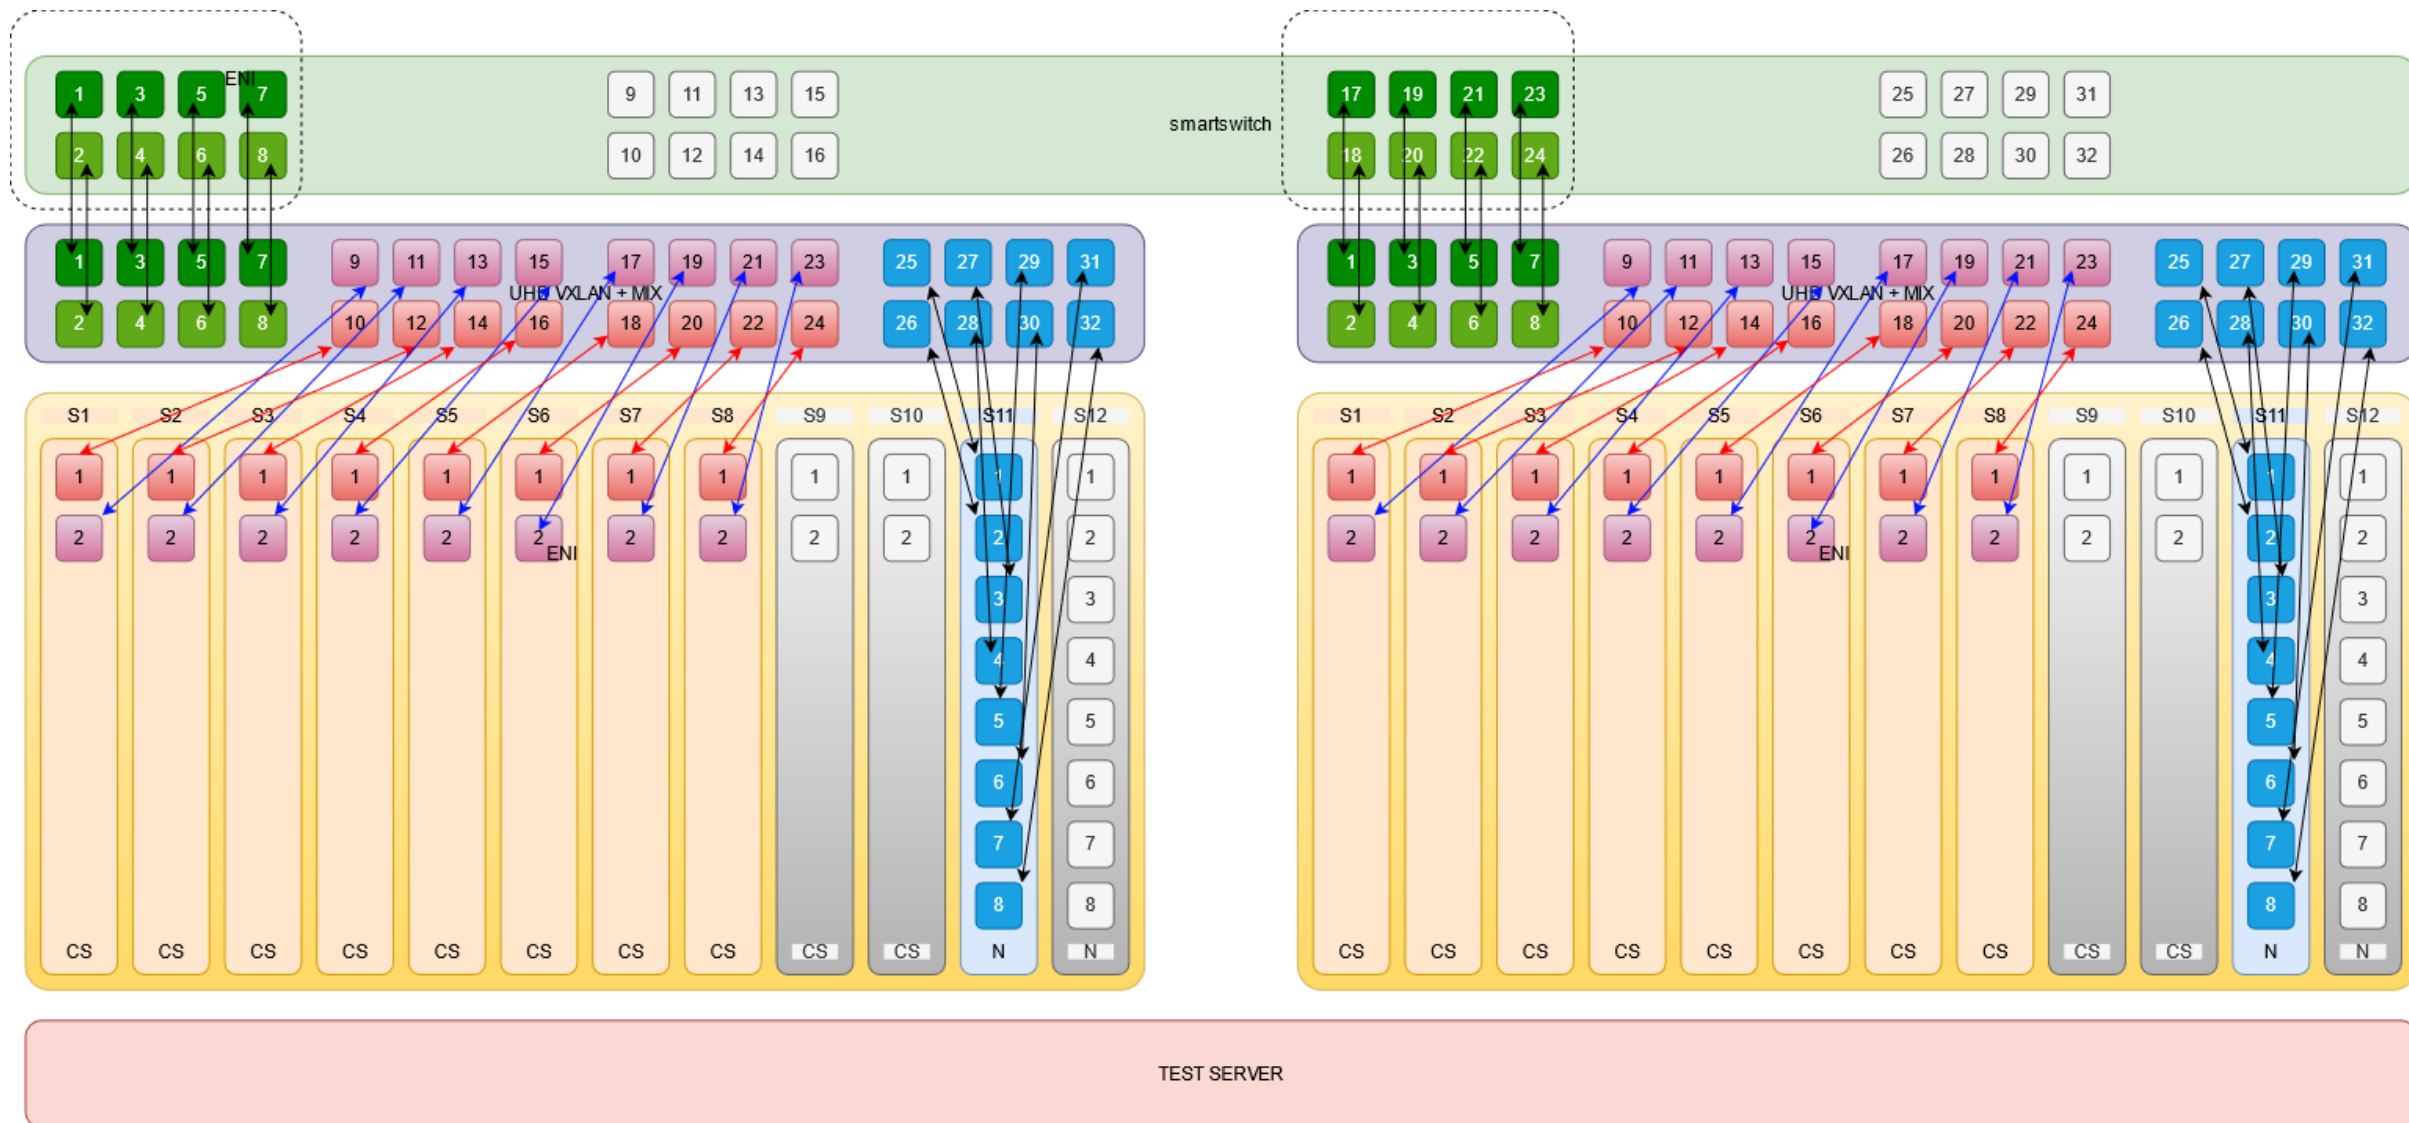 ENI
1 3 5 7 9 11 13 15 17 19 21 23 25 27 29 31
smartswitch
2 4 6 8 10 12 14 16 18 20 22 24 26 28 30 32
1 3 5 7 9 11 13 15 17 19 21 23 25 27 29 31
UHD VXLAN + MIX
2 4 6 8 10 12 14 16 18 20 22 24 26 28 30 32
1 3 5 7 9 11 13 15 17 19 21 23 25 27 29 31
UHD VXLAN + MIX
2 4 6 8 10 12 14 16 18 20 22 24 26 28 30 32
S1 S2 S3 S4 S5 S6 S7 S8 S9 S10 S11 S12
1 1 1 1 1 1 1 1 1 1 1 1
2 2 2 2 2 2 2 2 2 2 2 2
ENI
3 3
4 4
5 5
6 6
7 7
8 8
CS CS CS CS CS CS CS CS CS CS N N
S1 S2 S3 S4 S5 S6 S7 S8 S9 S10 S11 S12
1 1 1 1 1 1 1 1 1 1 1 1
2 2 2 2 2 2 2 2 2 2 2 2
ENI
3 3
4 4
5 5
6 6
7 7
8 8
CS CS CS CS CS CS CS CS CS CS N N
TEST SERVER